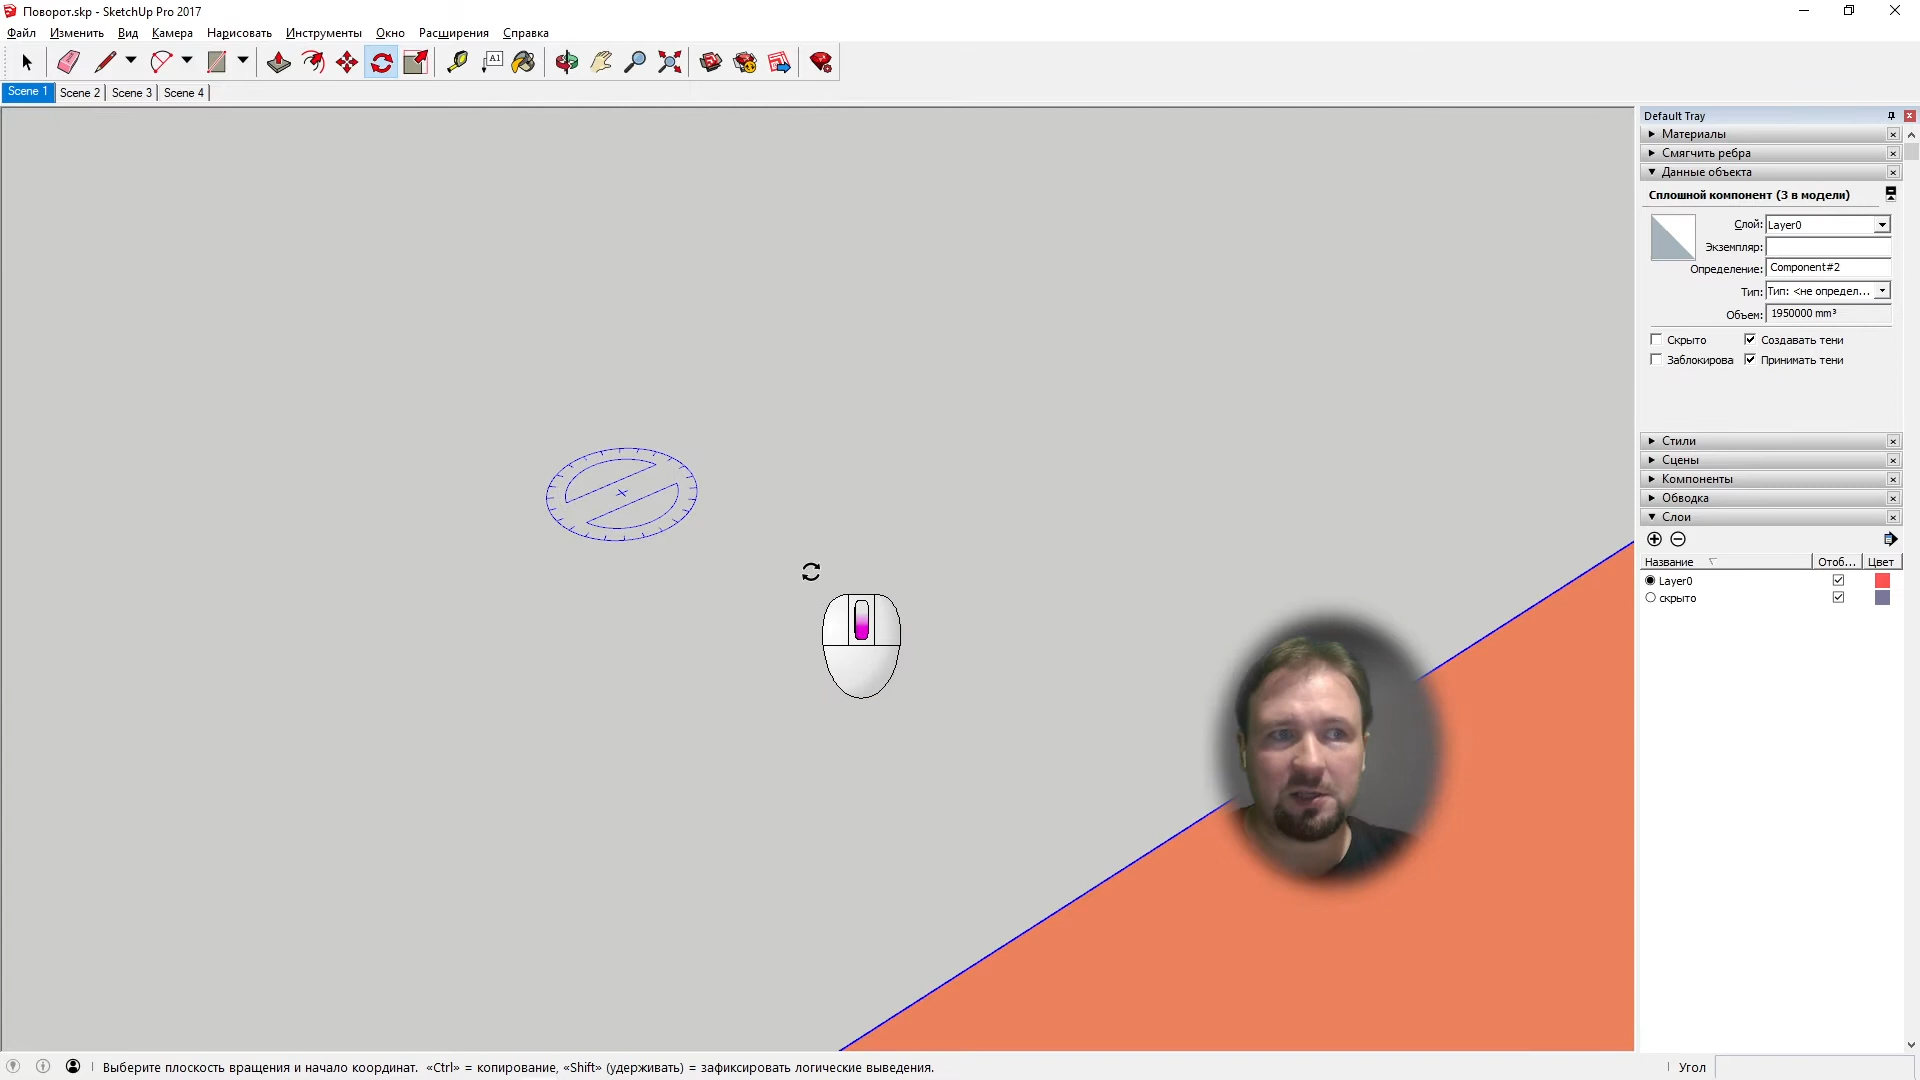 Поворот.skp - SketchUp Pro 2017
Файл Изменить Вид Камера Нарисовать Инструменты Окно Расширения Справка
A1
Scene 1 Scene 2 Scene 3 Scene 4
Default Tray
Материалы
Смягчить ребра
Данные объекта
Сплошной компонент (3 в модели)
Слой: Layer0
Экземпляр:
Определение: Component#2
Тип: Тип: <не определ...
Объем: 1950000 mm³
Скрыто Создавать тени
Заблокирова Принимать тени
Стили
Сцены
Компоненты
Обводка
Слои
Название Отоб... Цвет
Layer0
скрыто
Выберите плоскость вращения и начало координат. «Ctrl» = копирование, «Shift» (удерживать) = зафиксировать логические выведения.
Угол